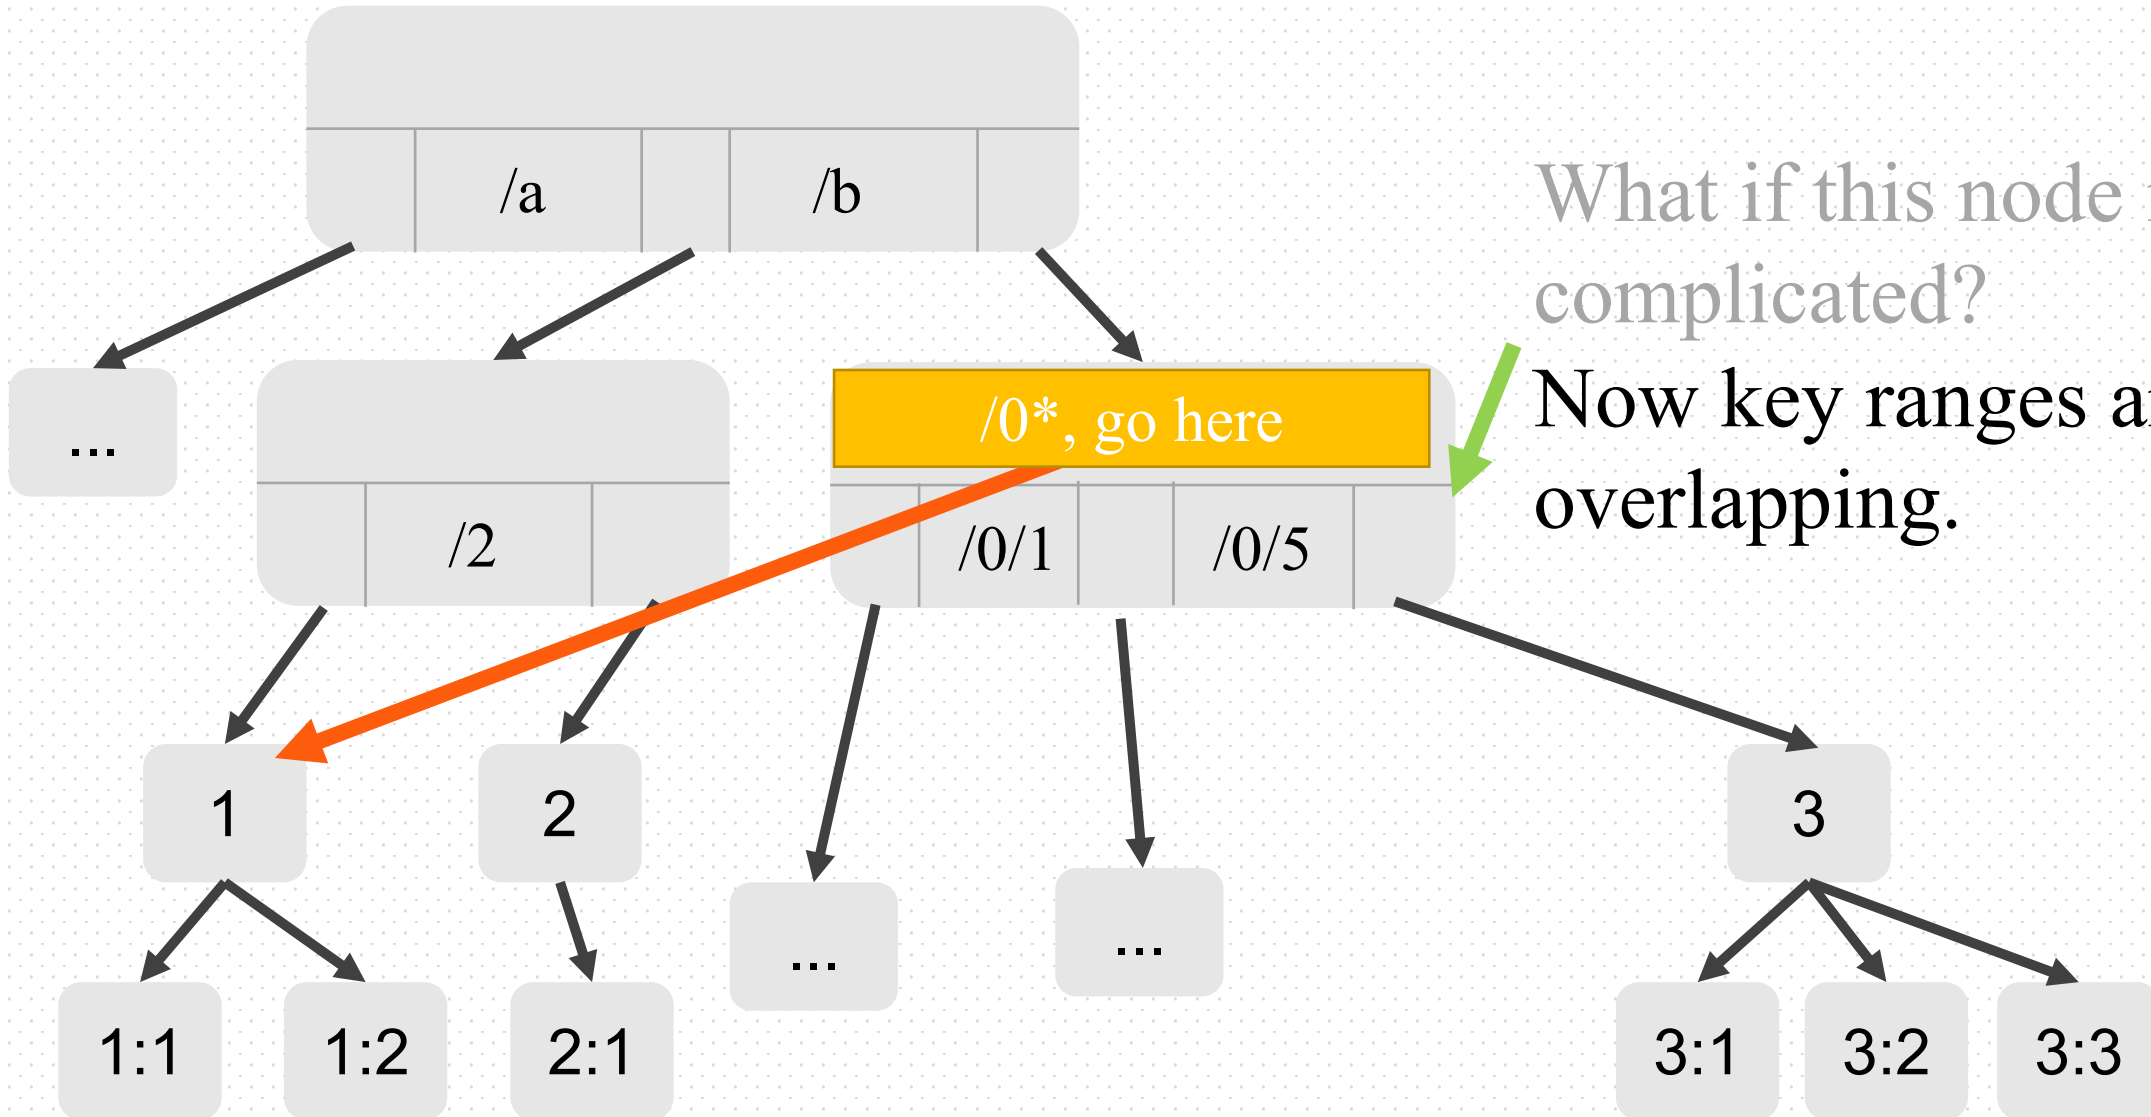 /a
/b
What if this node
complicated?
Now key ranges
overlapping.
...
/0*, go here
/2
/0/1
/0/5
1
2
3
...
...
1:1
1:2
2:1
3:1
3:2
3:3